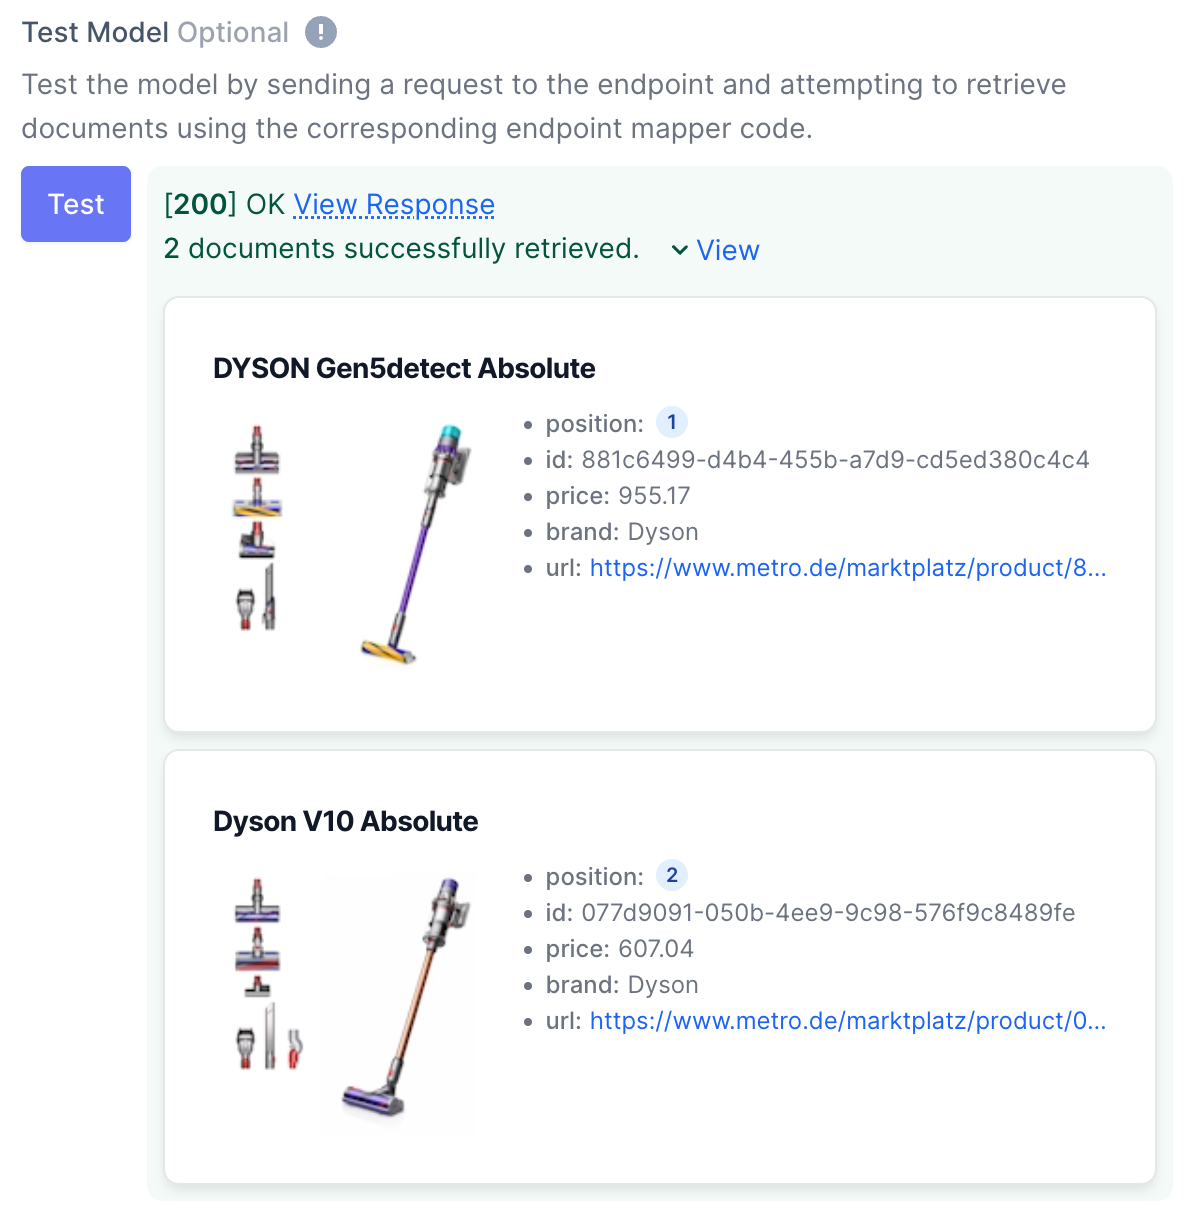 Test Model Optional !
Test the model by sending a request to the endpoint and attempting to retrieve
documents using the corresponding endpoint mapper code.
Test
[200] OK View Response
2 documents successfully retrieved. View
DYSON Gen5detect Absolute
• position: 1
• id: 881c6499-d4b4-455b-a7d9-cd5ed380c4c4
• price: 955.17
• brand: Dyson
• url: https://www.metro.de/marktplatz/product/8...
Dyson V10 Absolute
• position: 2
• id: 077d9091-050b-4ee9-9c98-576f9c8489fe
• price: 607.04
• brand: Dyson
• url: https://www.metro.de/marktplatz/product/0...